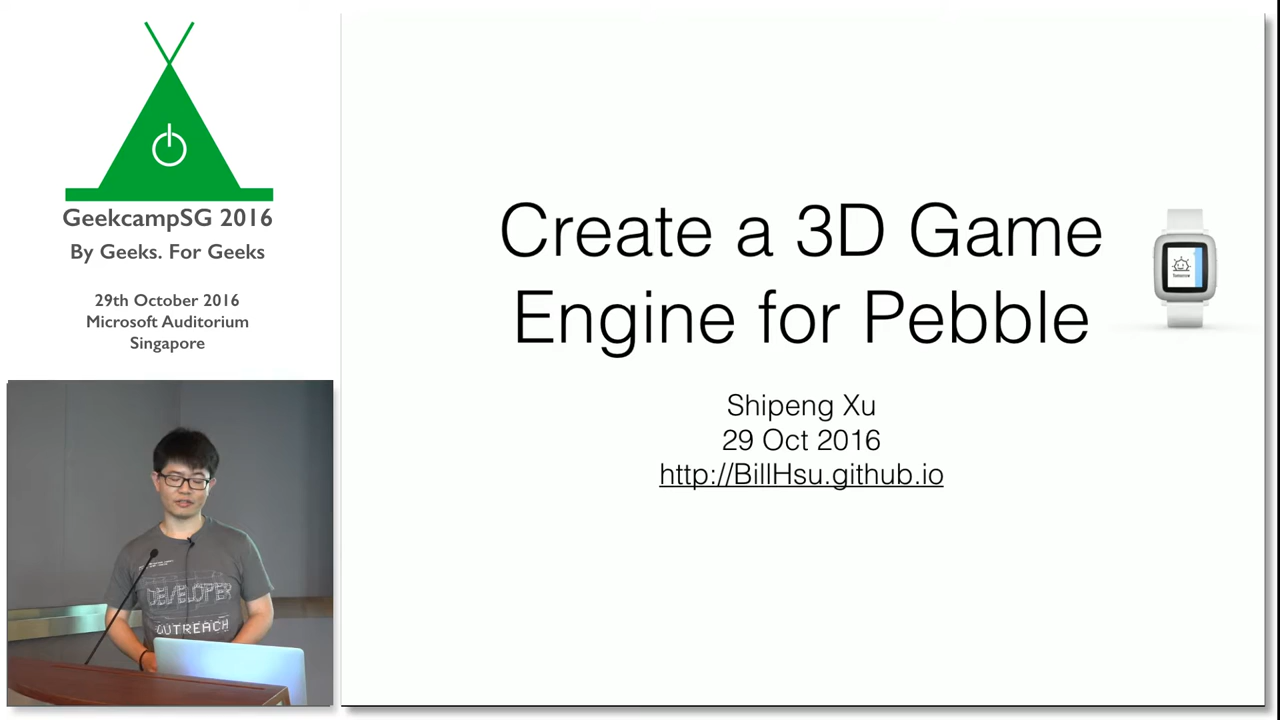 GeekcampSG 2016
By Geeks. For Geeks
29th October 2016
Microsoft Auditorium
Singapore
Create a 3D Game
Engine for Pebble
Shipeng Xu
29 Oct 2016
http://BillHsu.github.io
Tomorrow
DEVELOPER
OUTREACH